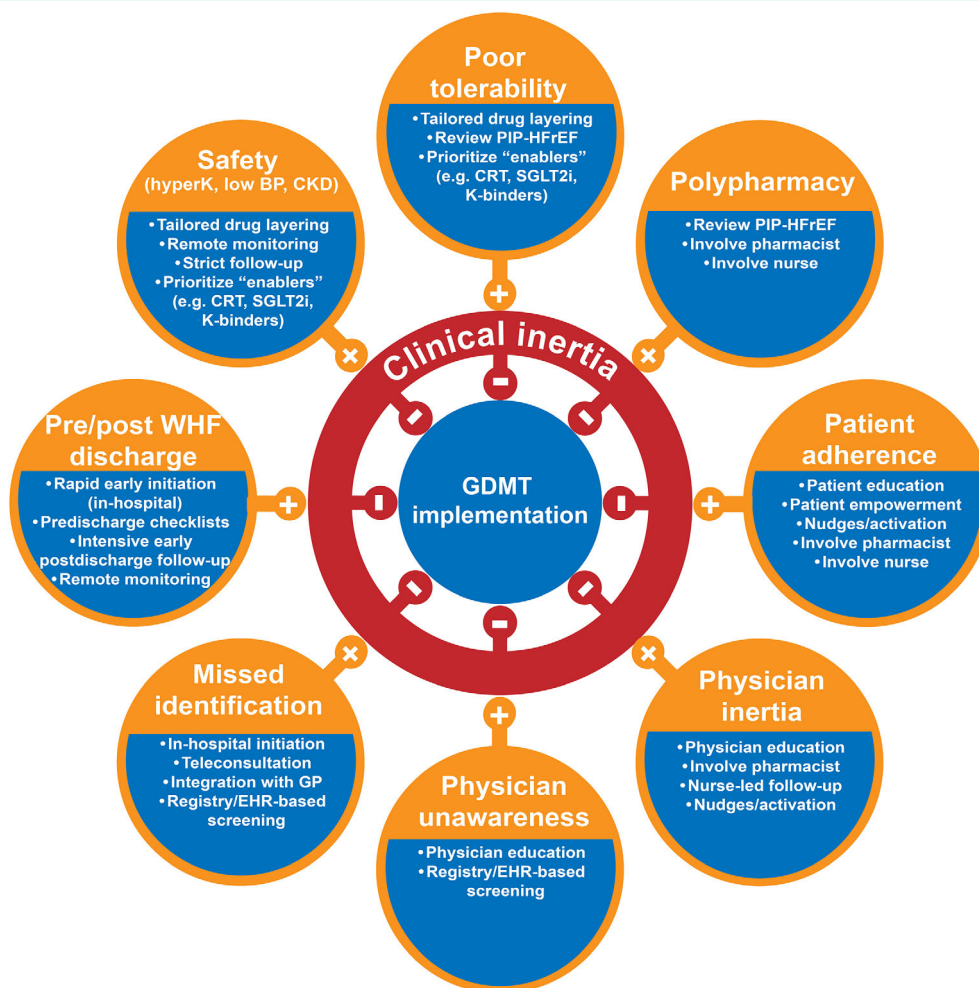 Poor
tolerability
•Tailored drug layering
•Review PIP-HFrEF
•Prioritize “enablers”
(e.g. CRT, SGLT2i,
K-binders)
Safety
(hyperK, low BP, CKD)
•Tailored drug layering
•Remote monitoring
•Strict follow-up
•Prioritize “enablers”
(e.g. CRT, SGLT2i,
K-binders)
Polypharmacy
•Review PIP-HFrEF
•Involve pharmacist
•Involve nurse
Clinical inertia
GDMT
implementation
Pre/post WHF
discharge
•Rapid early initiation
(in-hospital)
•Predischarge checklists
•Intensive early
postdischarge follow-up
•Remote monitoring
Patient
adherence
•Patient education
•Patient empowerment
•Nudges/activation
•Involve pharmacist
•Involve nurse
Missed
identification
•In-hospital initiation
•Teleconsultation
•Integration with GP
•Registry/EHR-based
screening
Physician
inertia
•Physician education
•Involve pharmacist
•Nurse-led follow-up
•Nudges/activation
Physician
unawareness
•Physician education
•Registry/EHR-based
screening